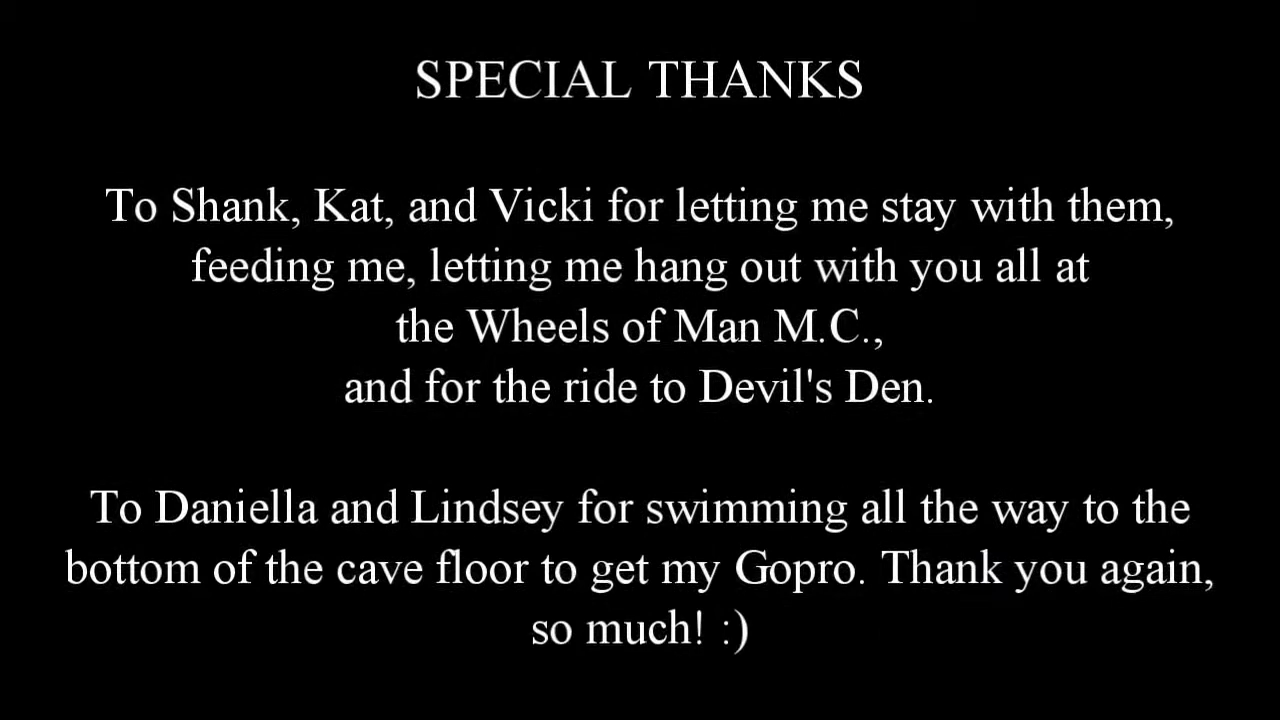 SPECIAL THANKS
To Shank, Kat, and Vicki for letting me stay with them,
feeding me, letting me hang out with you all at
the Wheels of Man M.C.,
and for the ride to Devil's Den.
To Daniella and Lindsey for swimming all the way to the
bottom of the cave floor to get my Gopro. Thank you again,
so much! :)